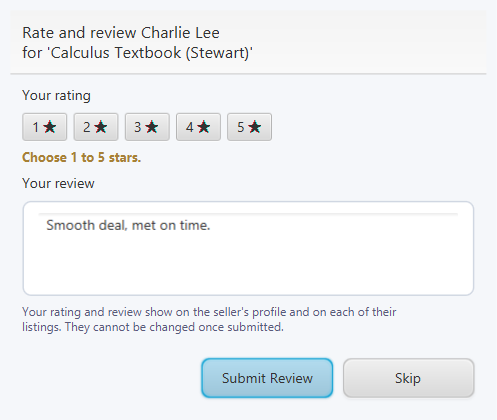 Rate and review Charlie Lee
for 'Calculus Textbook (Stewart)'
Your rating
1 ★ 2 ★ 3 ★ 4 ★ 5 ★
Choose 1 to 5 stars.
Your review
Smooth deal, met on time.
Your rating and review show on the seller's profile and on each of their
listings. They cannot be changed once submitted.
Submit Review Skip